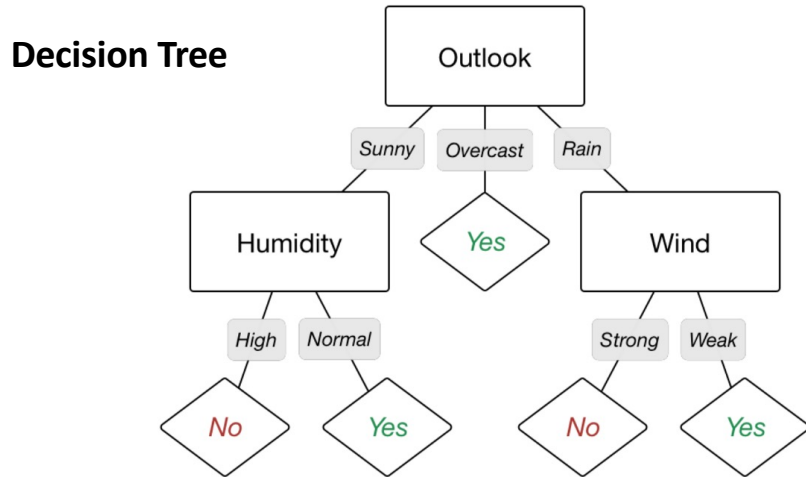 Decision Tree
Outlook
Sunny
Overcast
Rain
Humidity
Yes
Wind
High
Normal
Strong
Weak
No
Yes
No
Yes